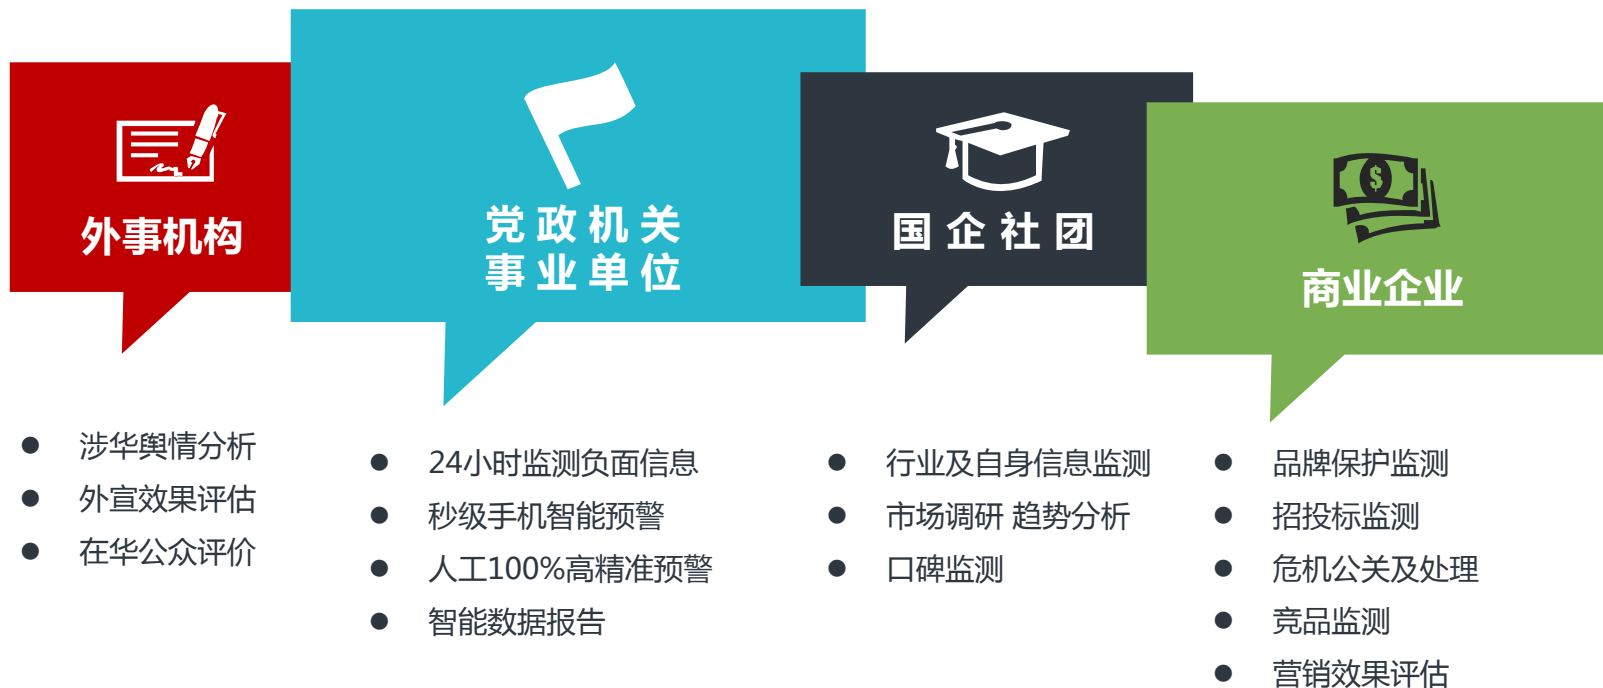 外事机构
涉华舆情分析
外宣效果评估
在华公众评价
党政机关
事业单位
24小时监测负面信息
秒级手机智能预警
人工100%高精准预警
智能数据报告
国企社团
行业及自身信息监测
市场调研 趋势分析
口碑监测
商业企业
品牌保护监测
招投标监测
危机公关及处理
竞品监测
营销效果评估